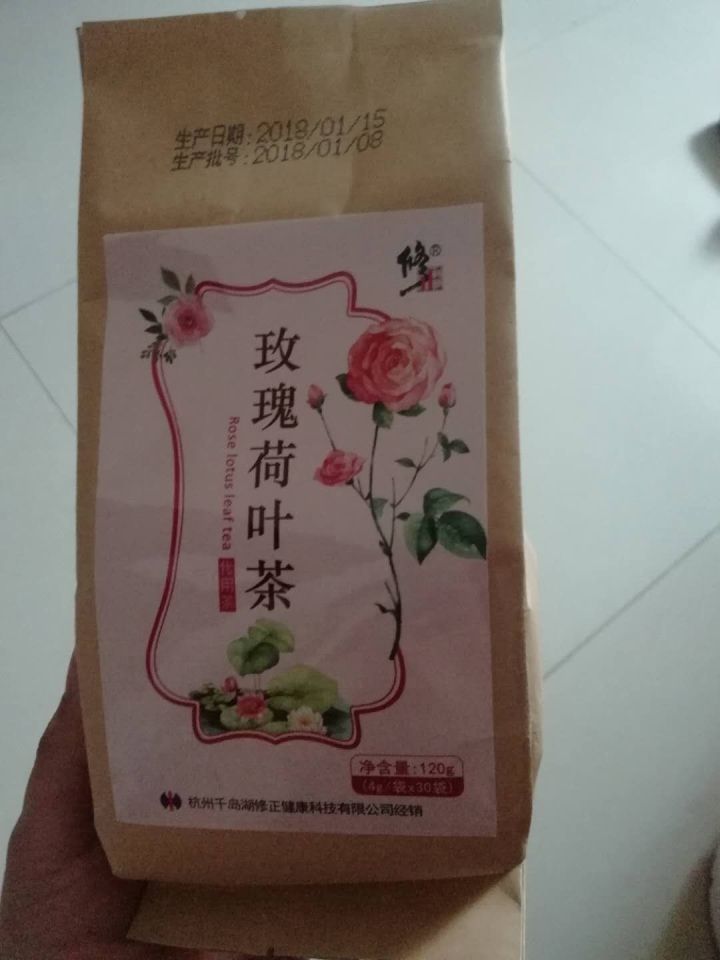 生产日期:2018/01/15
生产批号:2018/01/08
修正®
玫瑰荷叶茶
Rose lotus leaf tea
代用茶
净含量:120g
(4g/袋x30袋)
杭州千岛湖修正健康科技有限公司经销